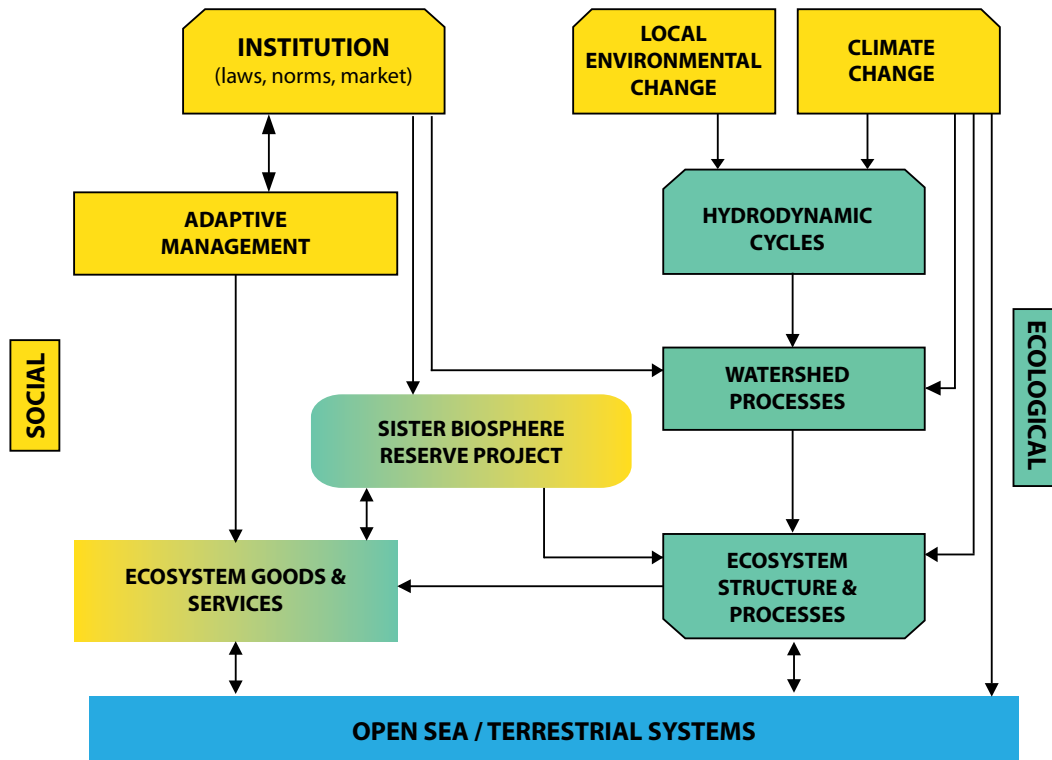 INSTITUTION
(laws, norms, market)
LOCAL
ENVIRONMENTAL
CHANGE
CLIMATE
CHANGE
ADAPTIVE
MANAGEMENT
HYDRODYNAMIC
CYCLES
SOCIAL
ECOLOGICAL
WATERSHED
PROCESSES
SISTER BIOSPHERE
RESERVE PROJECT
ECOSYSTEM GOODS &
SERVICES
ECOSYSTEM
STRUCTURE &
PROCESSES
OPEN SEA / TERRESTRIAL SYSTEMS